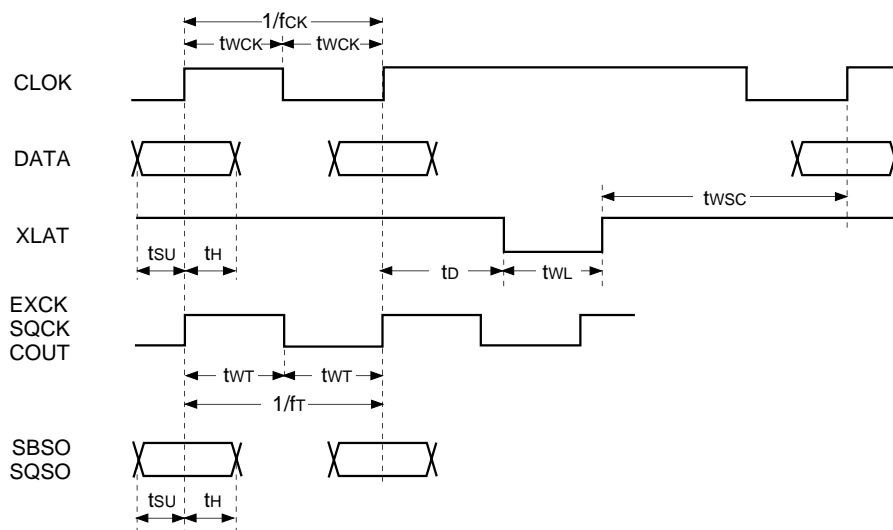 1/fCK
tWCK tWCK
CLOK
DATA
tWSC
XLAT
tSU tH tD tWL
EXCK
SQCK
COUT
tWT tWT
1/fT
SBSO
SQSO
tSU tH